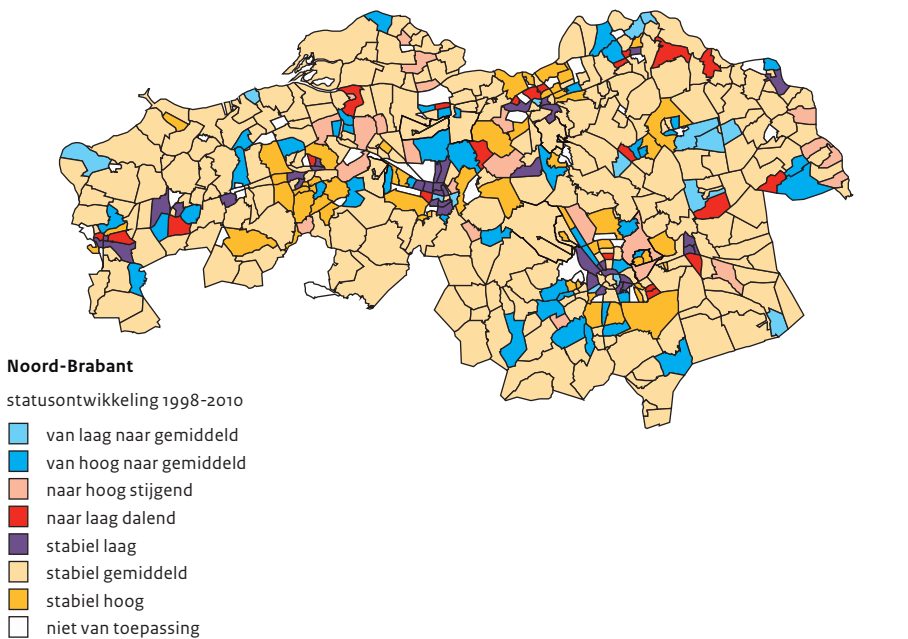 Noord-Brabant
statusontwikkeling 1998-2010
van laag naar gemiddeld
van hoog naar gemiddeld
naar hoog stijgend
naar laag dalend
stabiel laag
stabiel gemiddeld
stabiel hoog
niet van toepassing